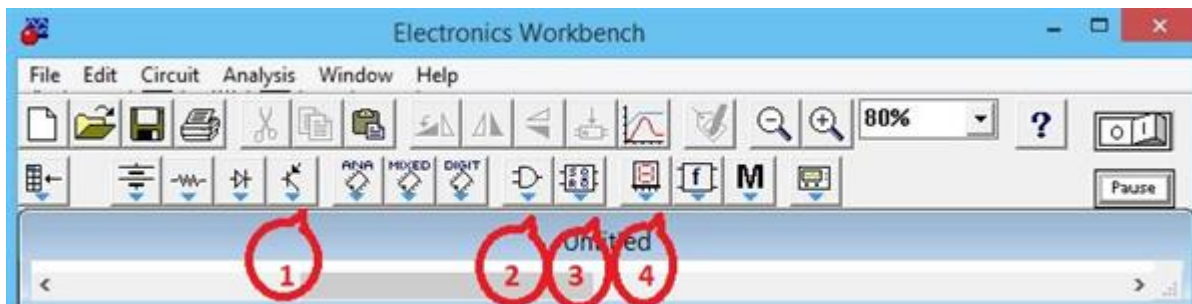 Electronics Workbench
File Edit Circuit Analysis Window Help
80% ?
ANA MIXED DIGIT f M Pause
Untitled
1 2 3 4